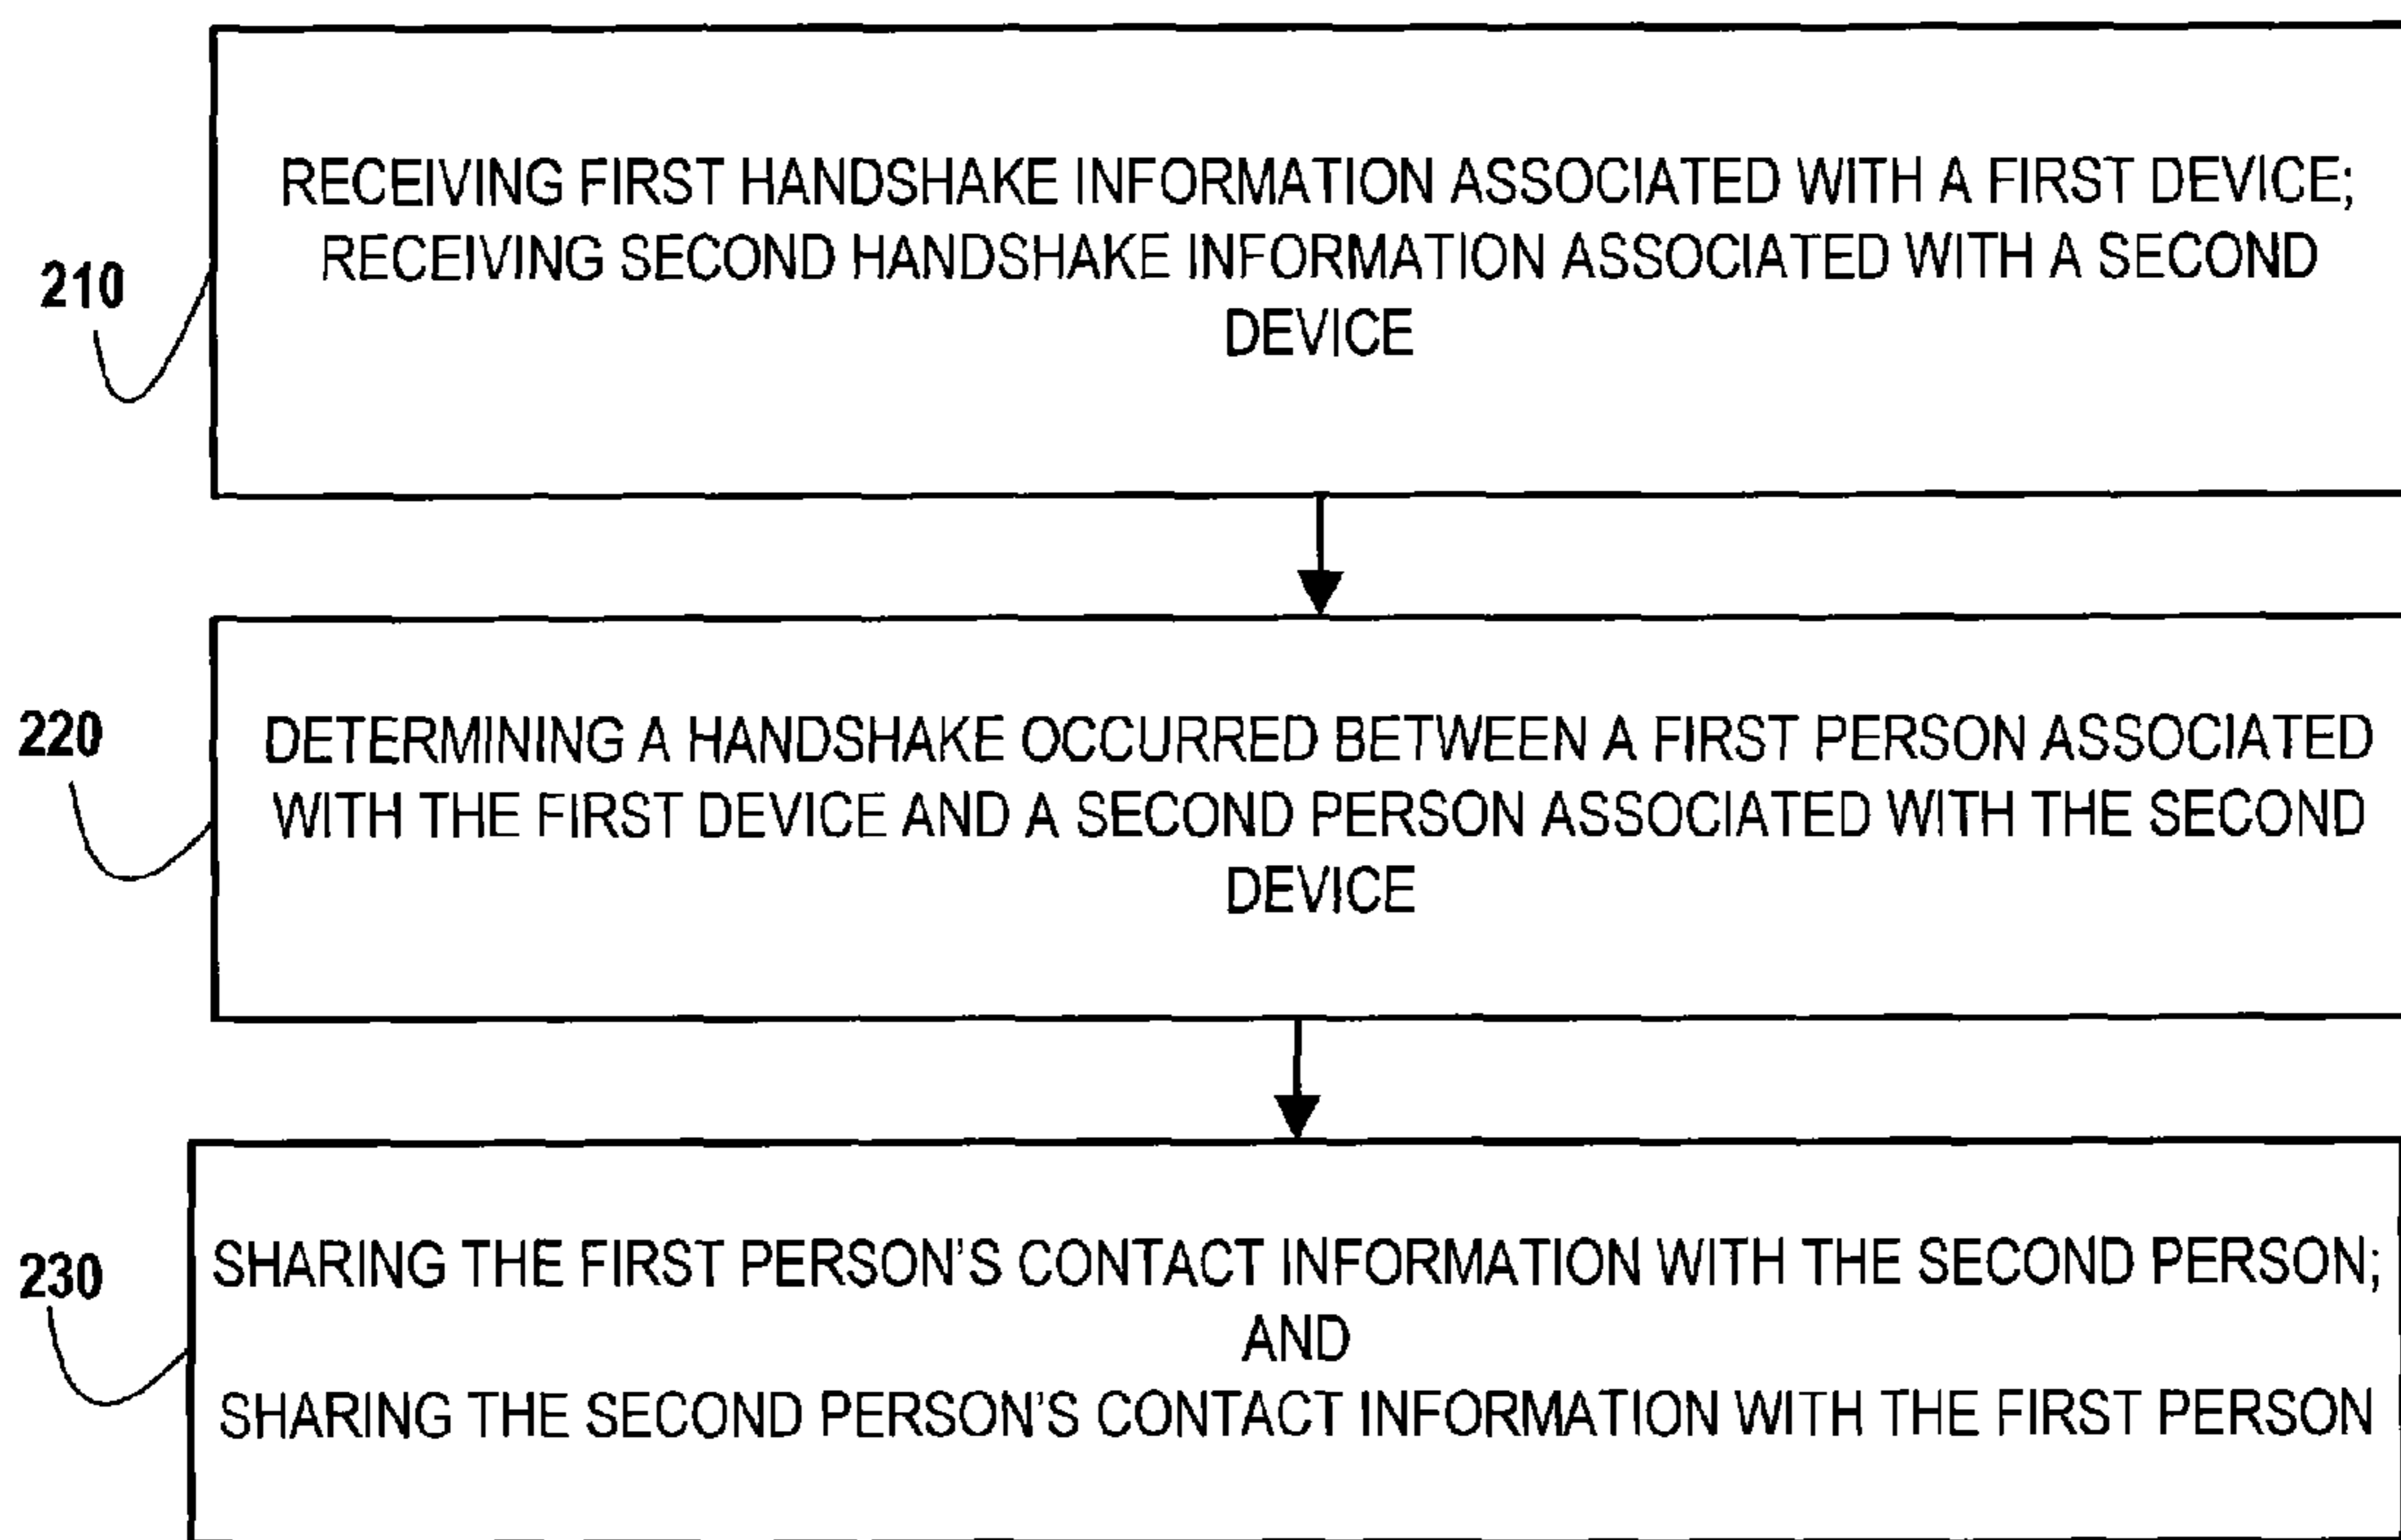 RECEIVING FIRST HANDSHAKE INFORMATION ASSOCIATED WITH A FIRST DEVICE;
RECEIVING SECOND HANDSHAKE INFORMATION ASSOCIATED WITH A SECOND
DEVICE
210
DETERMINING A HANDSHAKE OCCURRED BETWEEN A FIRST PERSON ASSOCIATED
WITH THE FIRST DEVICE AND A SECOND PERSON ASSOCIATED WITH THE SECOND
DEVICE
220
SHARING THE FIRST PERSON'S CONTACT INFORMATION WITH THE SECOND PERSON;
AND
SHARING THE SECOND PERSON'S CONTACT INFORMATION WITH THE FIRST PERSON
230